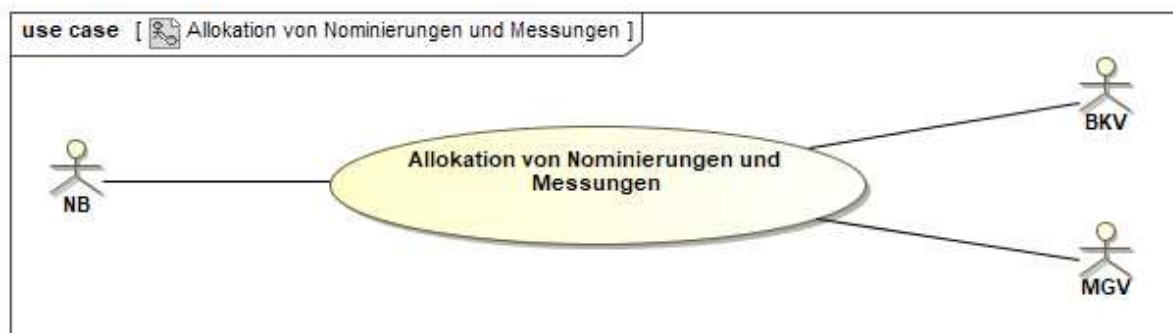 use case [ Allokation von Nominierungen und Messungen ]
BKV
Allokation von Nominierungen und
Messungen
NB
MGV